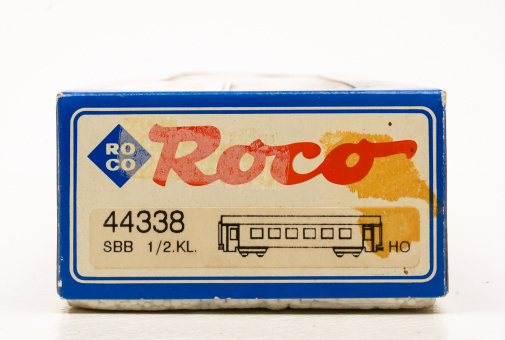 RO
CO
Roco
44338
SBB 1/2.KL.
HO